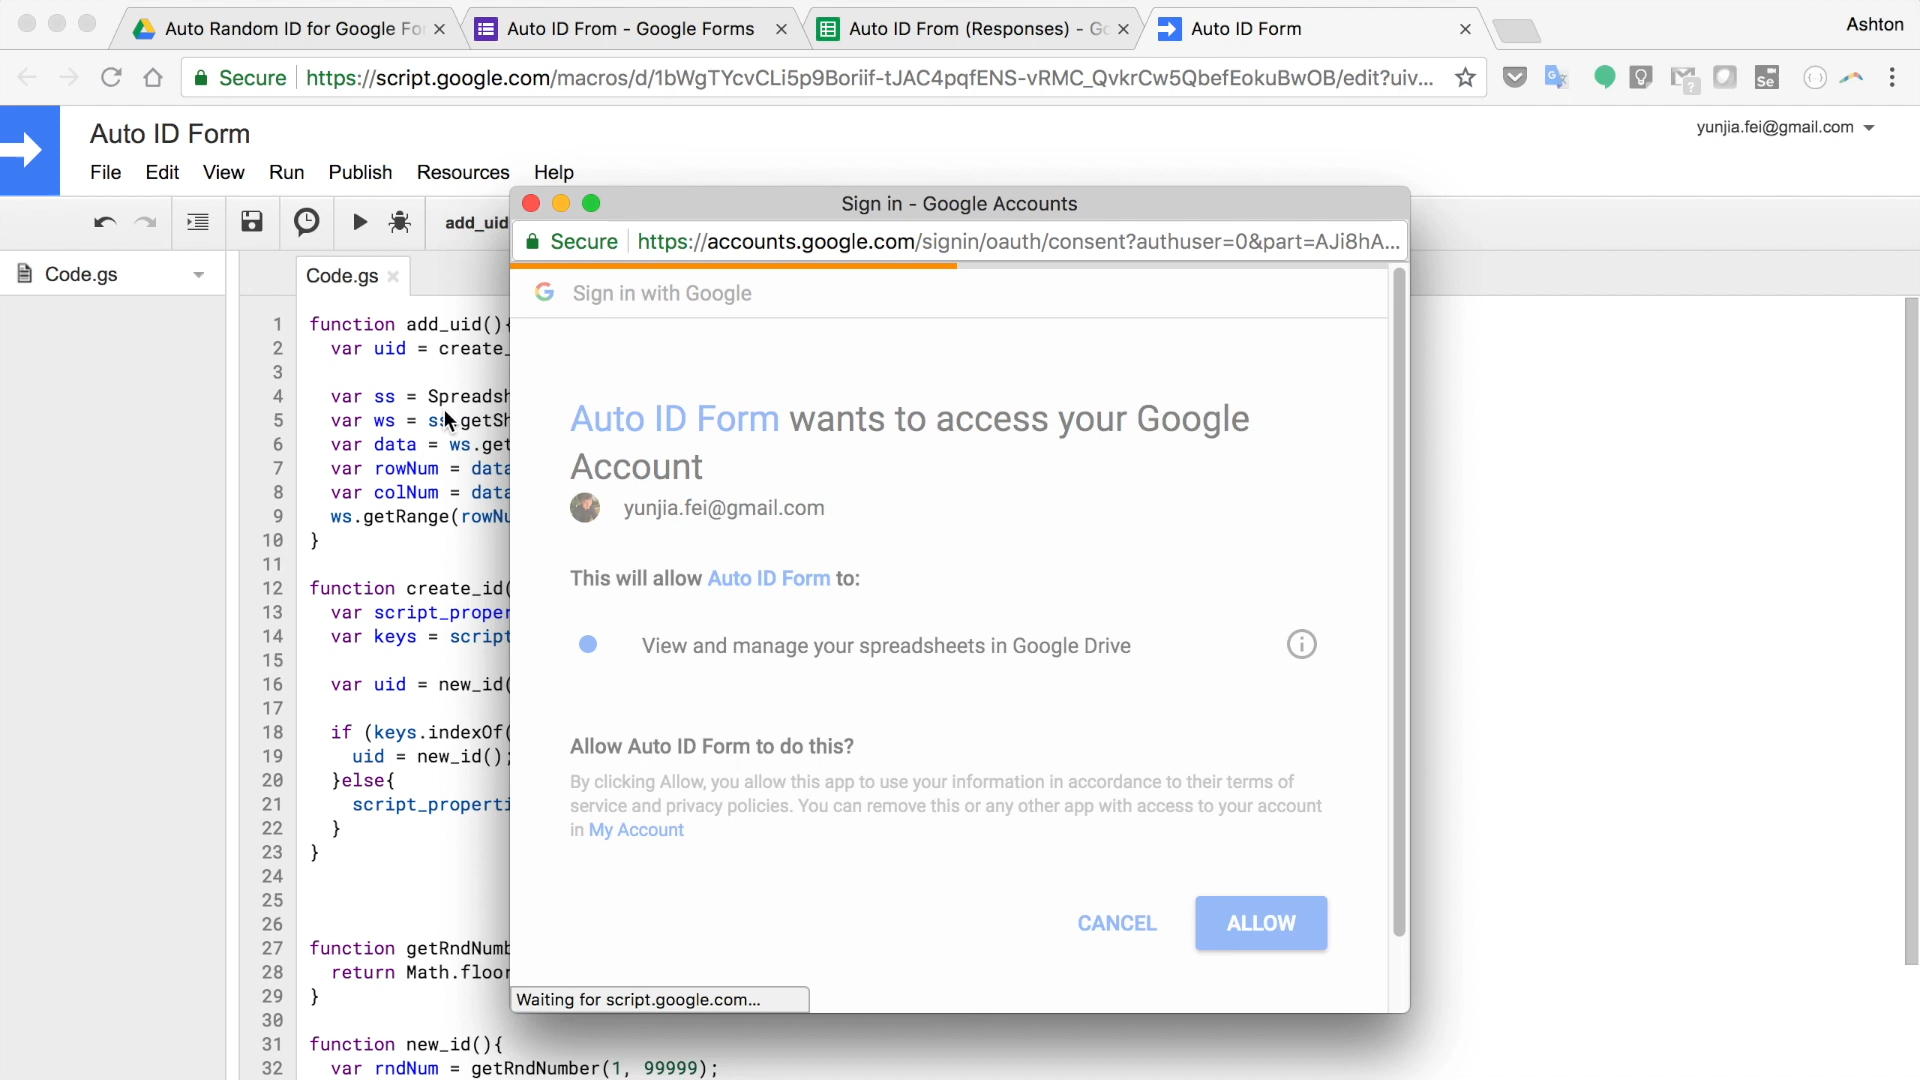 Auto Random ID for Google Fo
Auto ID From - Google Forms
Auto ID From (Responses) - Go
Auto ID Form
Ashton
Secure
https://script.google.com/macros/d/1bWgTYcvCLi5p9Boriif-tJAC4pqfENS-vRMC_QvkrCw5QbefEokuBwOB/edit?uiv...
Auto ID Form
yunjia.fei@gmail.com
File Edit View Run Publish Resources Help
add_uid
Sign in - Google Accounts
Secure
https://accounts.google.com/signin/oauth/consent?authuser=0&part=AJi8hA...
Code.gs
Code.gs
Sign in with Google
1 function add_uid(){
2 var uid = create_
3
4 var ss = Spreadsh
5 var ws = ss.getSh
6 var data = ws.get
7 var rowNum = data
8 var colNum = data
9 ws.getRange(rowNu
10 }
11
12 function create_id(
13 var script_proper
14 var keys = script
15
16 var uid = new_id(
17
18 if (keys.indexOf(
19 uid = new_id();
20 }else{
21 script_properti
22 }
23 }
24
25
26
27 function getRndNumb
28 return Math.floor
29 }
30
31 function new_id(){
32 var rndNum = getRndNumber(1, 99999);
Auto ID Form wants to access your Google
Account
yunjia.fei@gmail.com
This will allow Auto ID Form to:
View and manage your spreadsheets in Google Drive
Allow Auto ID Form to do this?
By clicking Allow, you allow this app to use your information in accordance to their terms of
service and privacy policies. You can remove this or any other app with access to your account
in My Account
CANCEL
ALLOW
Waiting for script.google.com...